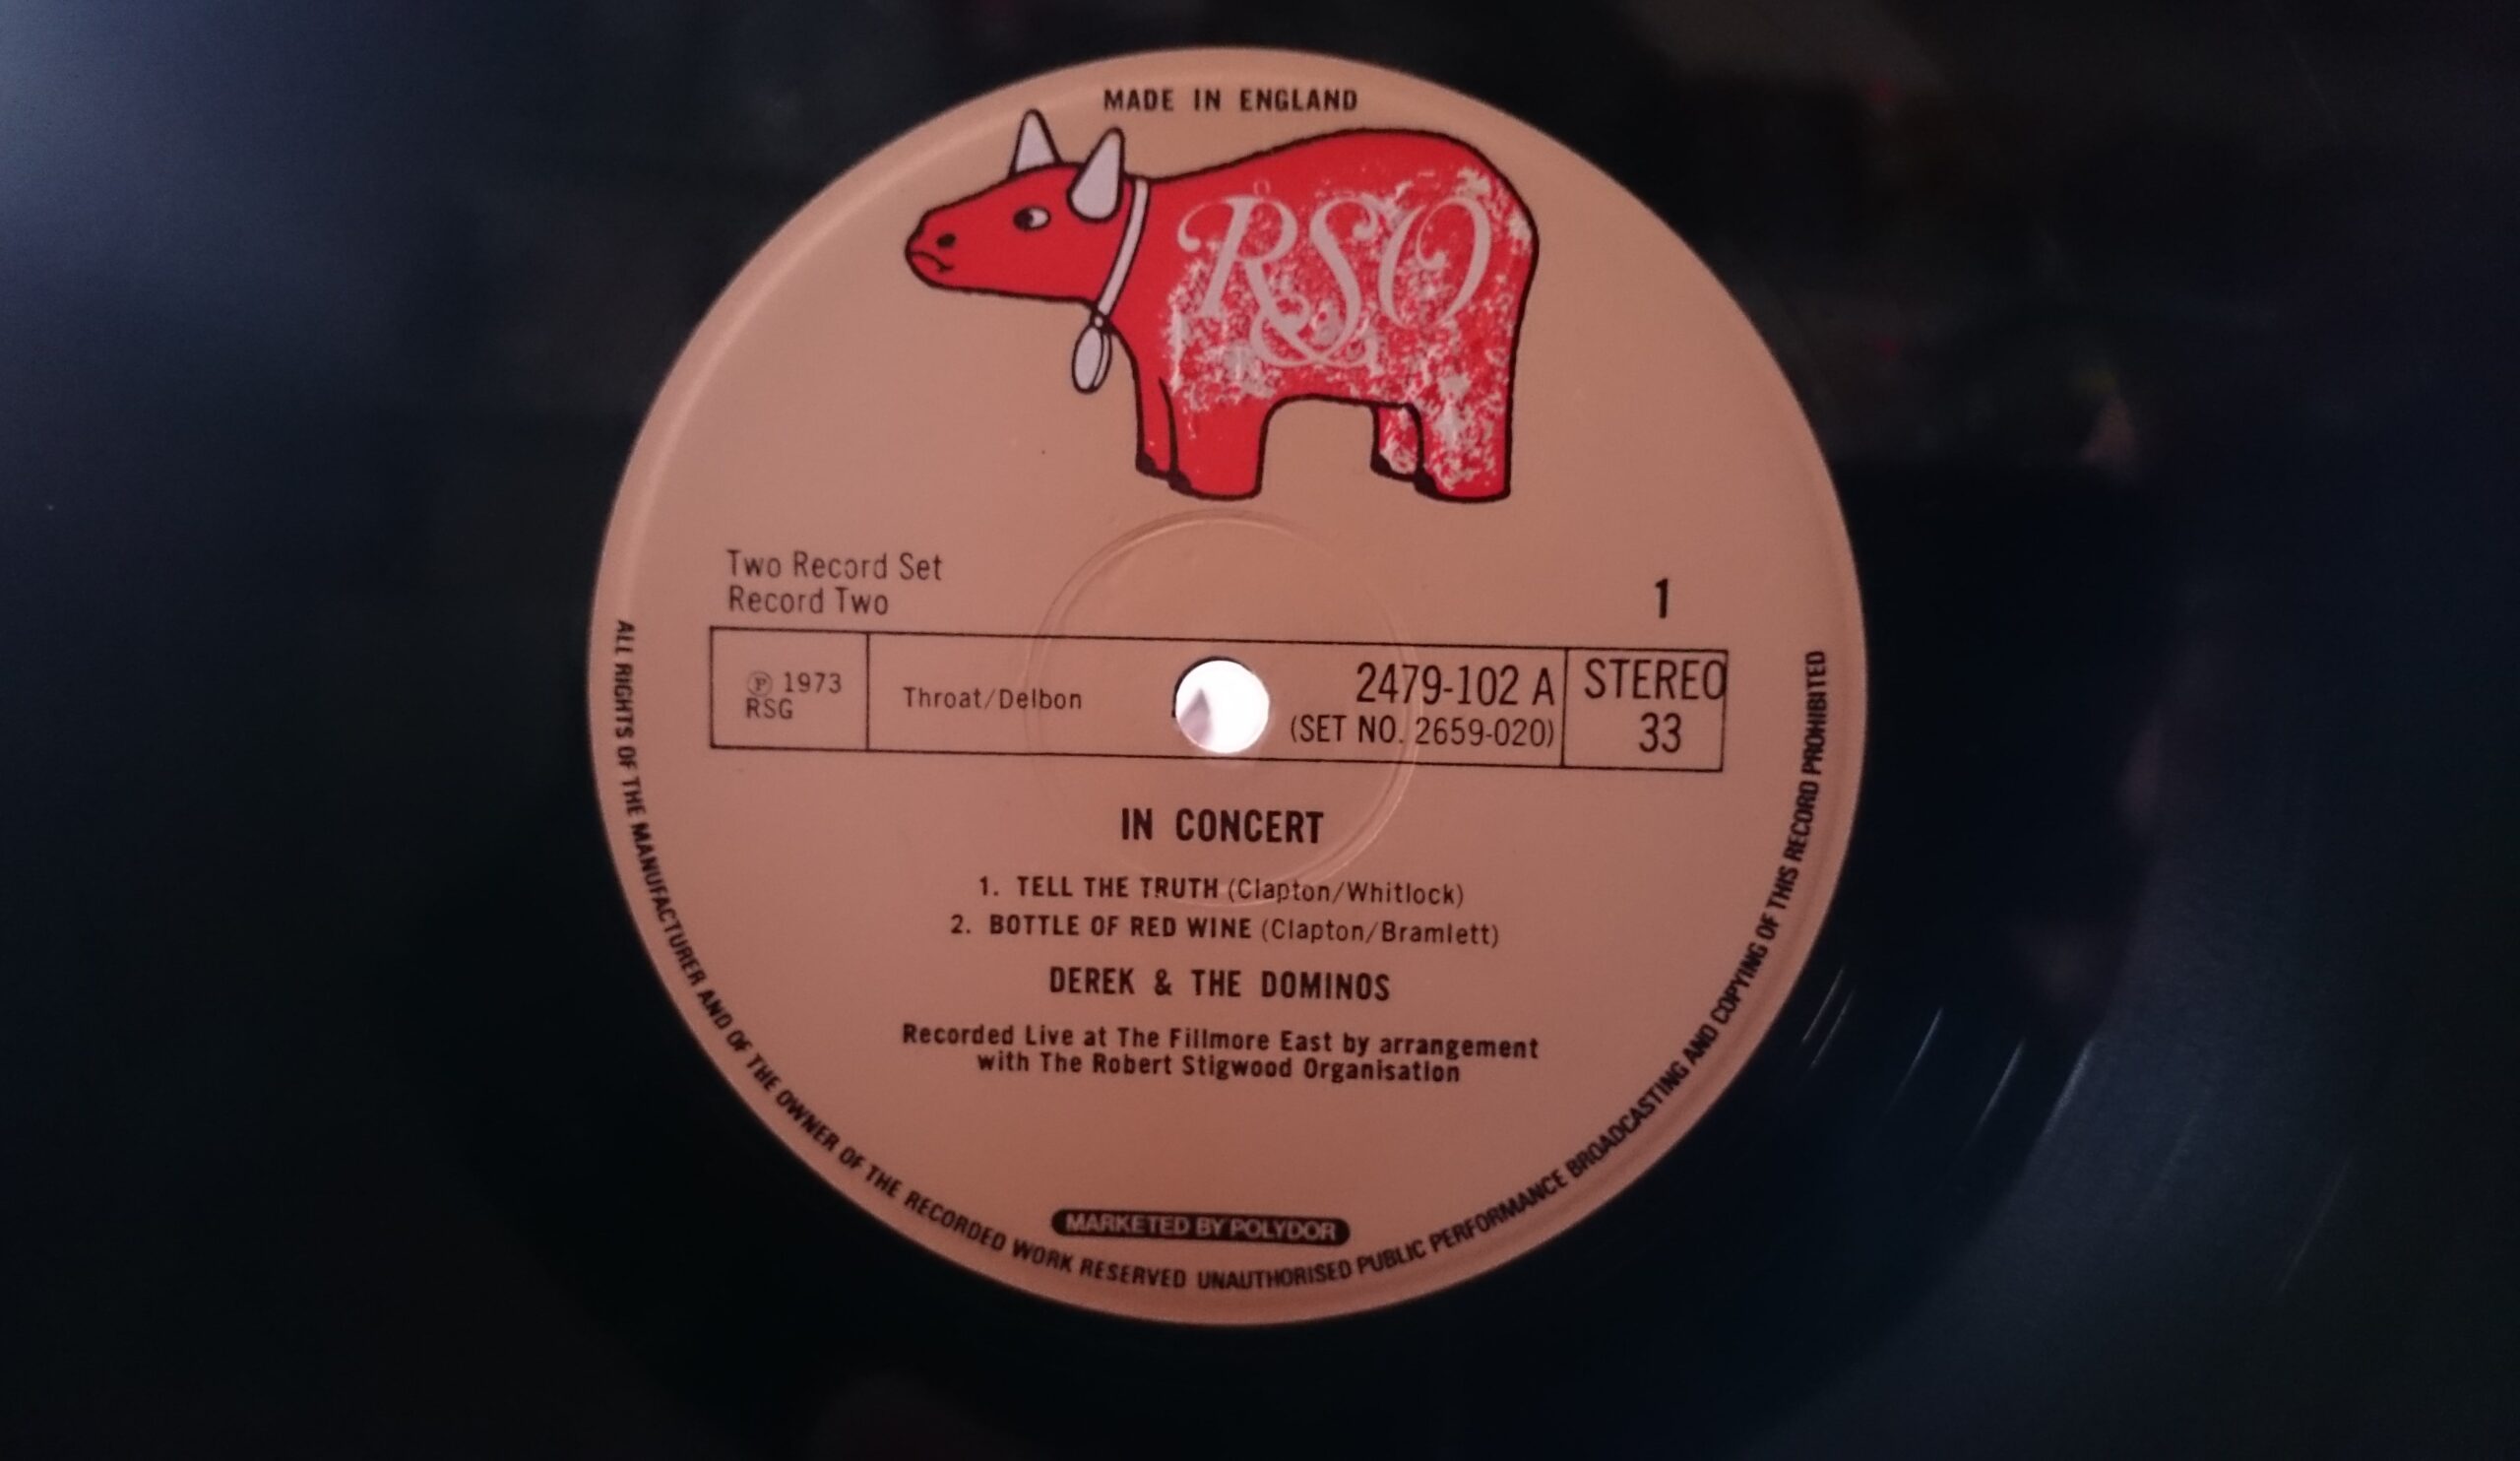 MADE IN ENGLAND
RSO
Two Record Set
Record Two
1
℗ 1973
RSG
Throat/Delbon
2479-102 A
(SET NO. 2659-020)
STEREO
33
IN CONCERT
1. TELL THE TRUTH (Clapton/Whitlock)
2. BOTTLE OF RED WINE (Clapton/Bramlett)
DEREK & THE DOMINOS
Recorded Live at The Fillmore East by arrangement
with The Robert Stigwood Organisation
MARKETED BY POLYDOR
ALL RIGHTS OF THE MANUFACTURER AND OF THE OWNER OF THE RECORDED WORK RESERVED UNAUTHORISED PUBLIC PERFORMANCE BROADCASTING AND COPYING OF THIS RECORD PROHIBITED